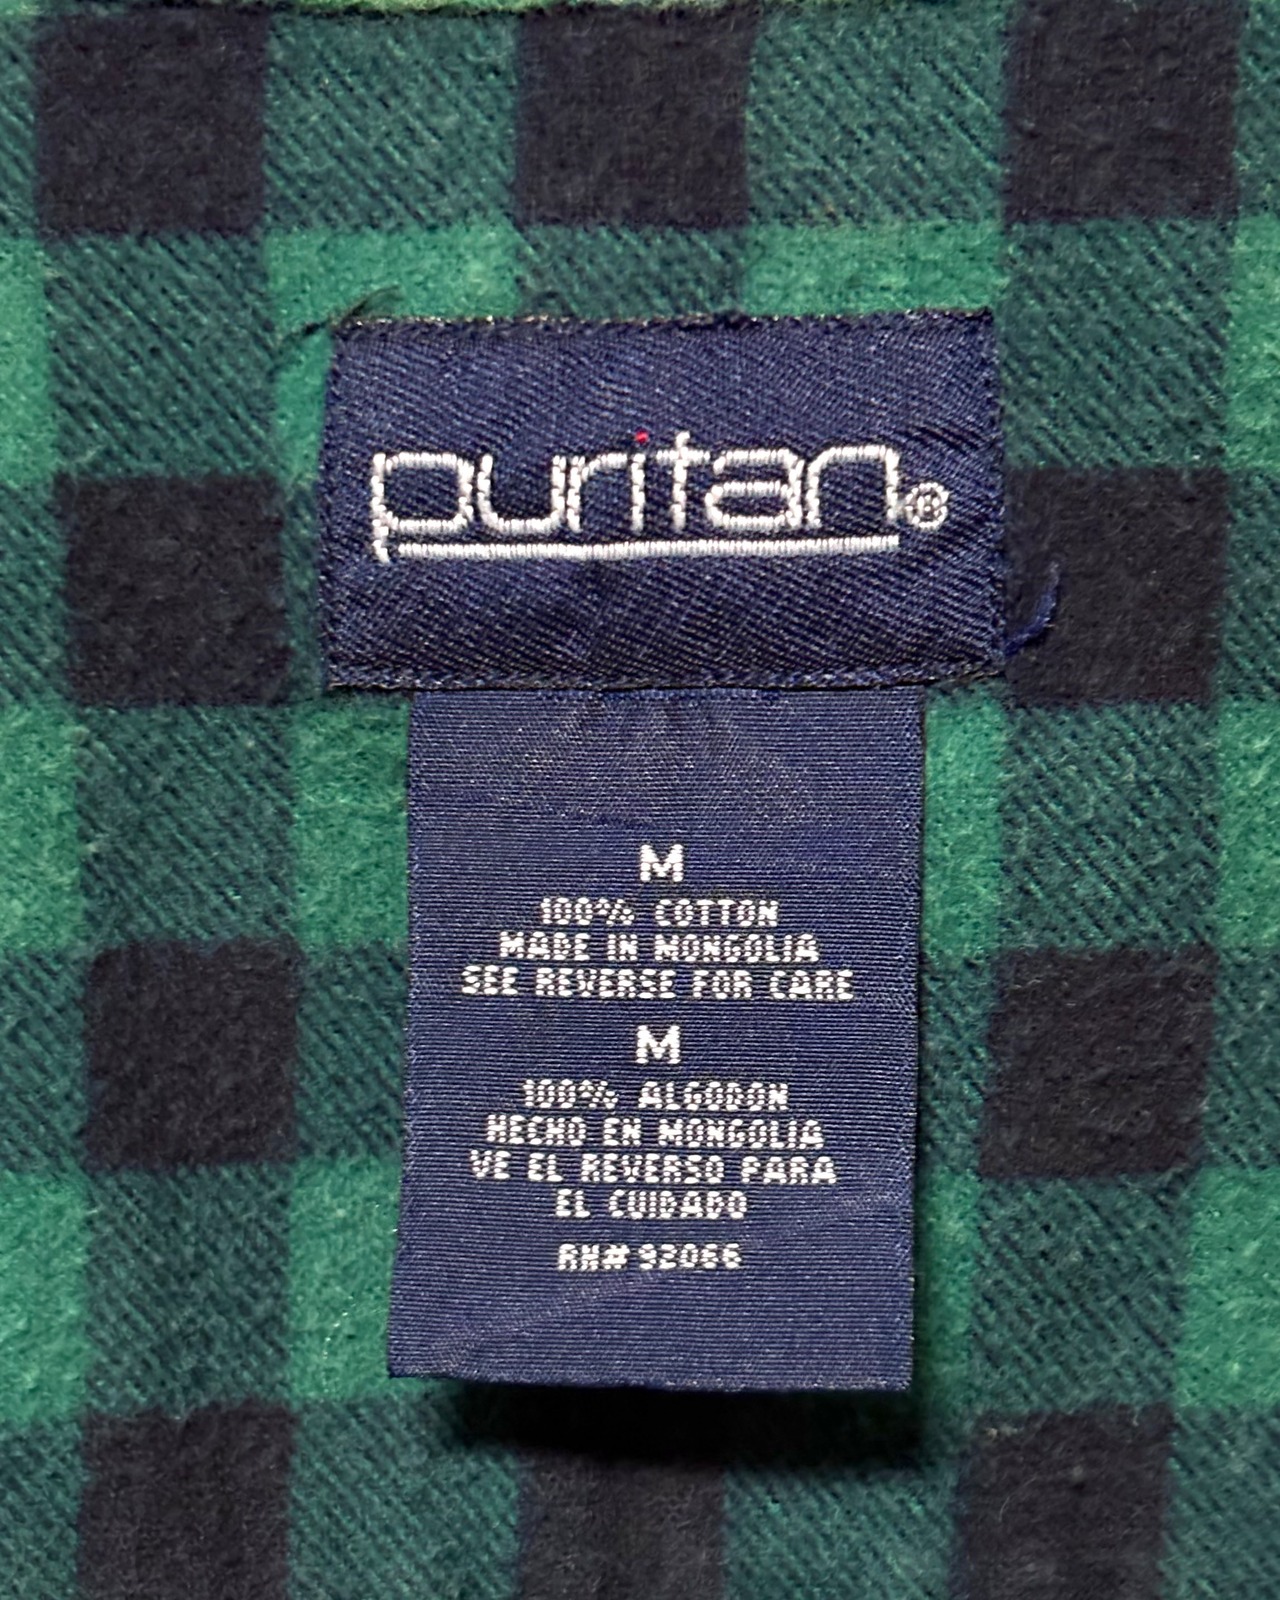 puritan®
M
100% COTTON
MADE IN MONGOLIA
SEE REVERSE FOR CARE
M
100% ALGODON
HECHO EN MONGOLIA
VE EL REVERSO PARA
EL CUIDADO
RN# 92066